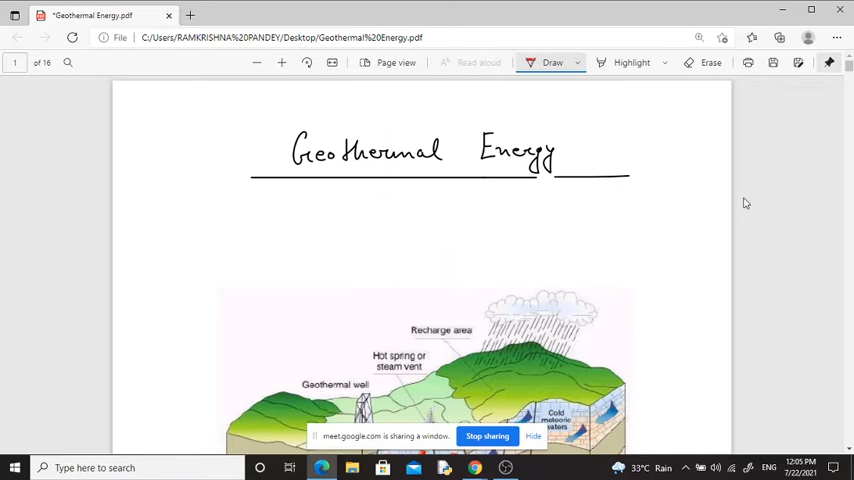 *Geothermal Energy.pdf
File C:/Users/RAMKRISHNA%20PANDEY/Desktop/Geothermal%20Energy.pdf
1 of 16 Page view Read aloud Draw Highlight Erase
Geothermal Energy
Recharge area
Hot spring or
steam vent
Geothermal well
Cold
meteoric
waters
meet.google.com is sharing a window. Stop sharing Hide
Type here to search
33°C Rain ENG
12:05 PM
7/22/2021